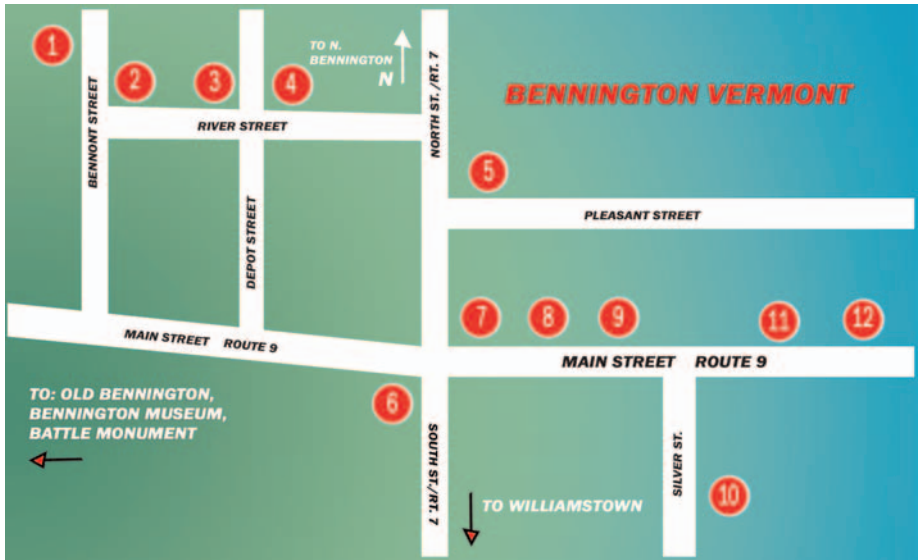 1
2
3
4
TO N.
BENNINGTON
N
BENNINGTON VERMONT
RIVER STREET
BENNONT STREET
NORTH ST./RT. 7
5
PLEASANT STREET
DEPOT STREET
7
8
9
11
12
MAIN STREET ROUTE 9
MAIN STREET ROUTE 9
6
TO: OLD BENNINGTON,
BENNINGTON MUSEUM,
BATTLE MONUMENT
SOUTH ST./RT. 7
SILVER ST.
10
TO WILLIAMSTOWN